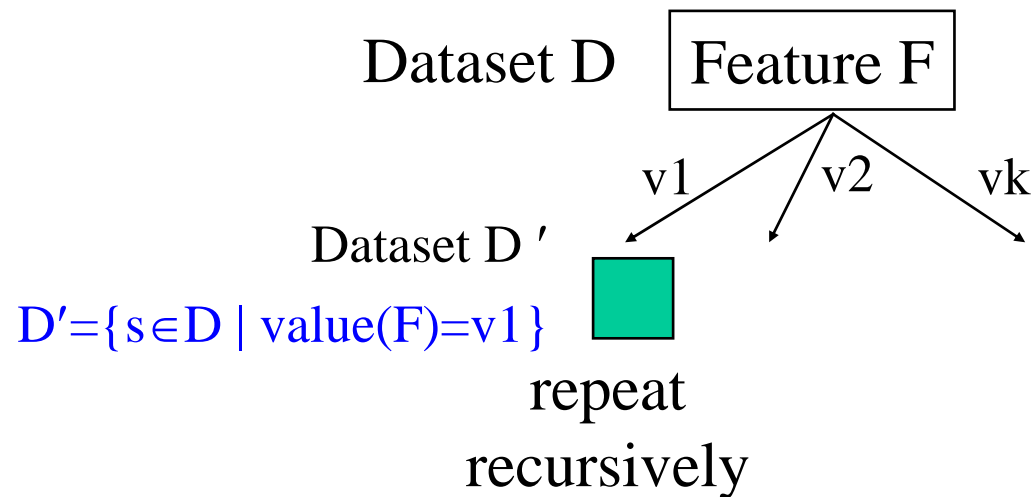 Dataset D
Feature F
v1
v2
vk
Dataset D ′
D′={s∈D | value(F)=v1}
repeat
recursively